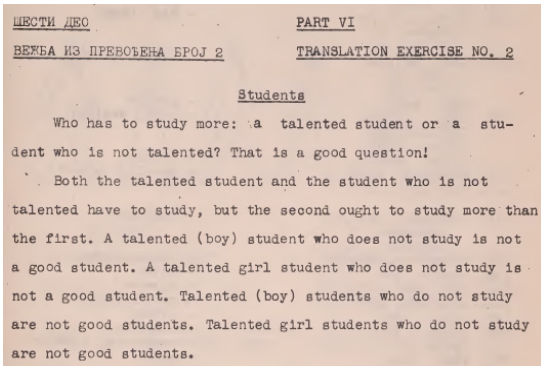 ШЕСТИ ДЕО PART VI
ВЕЖБА ИЗ ПРЕВОЂЕЊА БРОЈ 2 TRANSLATION EXERCISE NO. 2
Students
Who has to study more: a talented student or a stu-
dent who is not talented? That is a good question!
Both the talented student and the student who is not
talented have to study, but the second ought to study more than
the first. A talented (boy) student who does not study is not
a good student. A talented girl student who does not study is
not a good student. Talented (boy) students who do not study
are not good students. Talented girl students who do not study
are not good students.